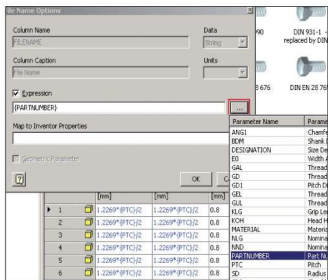 File Name Options
Column Name
Data
FILENAME
String
Column Caption
Units
File Name
Expression
{PARTNUMBER}
...
Map to Inventor Properties
Geometric Parameter
OK
C
990
DIN 931-1 -
replaced by DIN
8 676
DIN EN 28 765
Parameter Name
Parame
ANG1
Chamfe
BDM
Shank D
DESIGNATION
Size De
E0
Width A
GAL
Thread
GD
Thread
GD1
Pitch Di
GEL
Thread
GUL
Thread
KLG
Grip Len
KOH
Head H
MATERIAL
Materia
NLG
Nomina
NND
Nomina
PARTNUMBER
Part Nu
PTC
Pitch
SD
Radius
[mm] [mm] [mm]
1 1.2269*{PTC}/2 1.2269*{PTC}/2 0.8
2 1.2269*{PTC}/2 1.2269*{PTC}/2 0.8
3 1.2269*{PTC}/2 1.2269*{PTC}/2 0.8
4 1.2269*{PTC}/2 1.2269*{PTC}/2 0.8
5 1.2269*{PTC}/2 1.2269*{PTC}/2 0.8
6 1.2269*{PTC}/2 1.2269*{PTC}/2 0.8